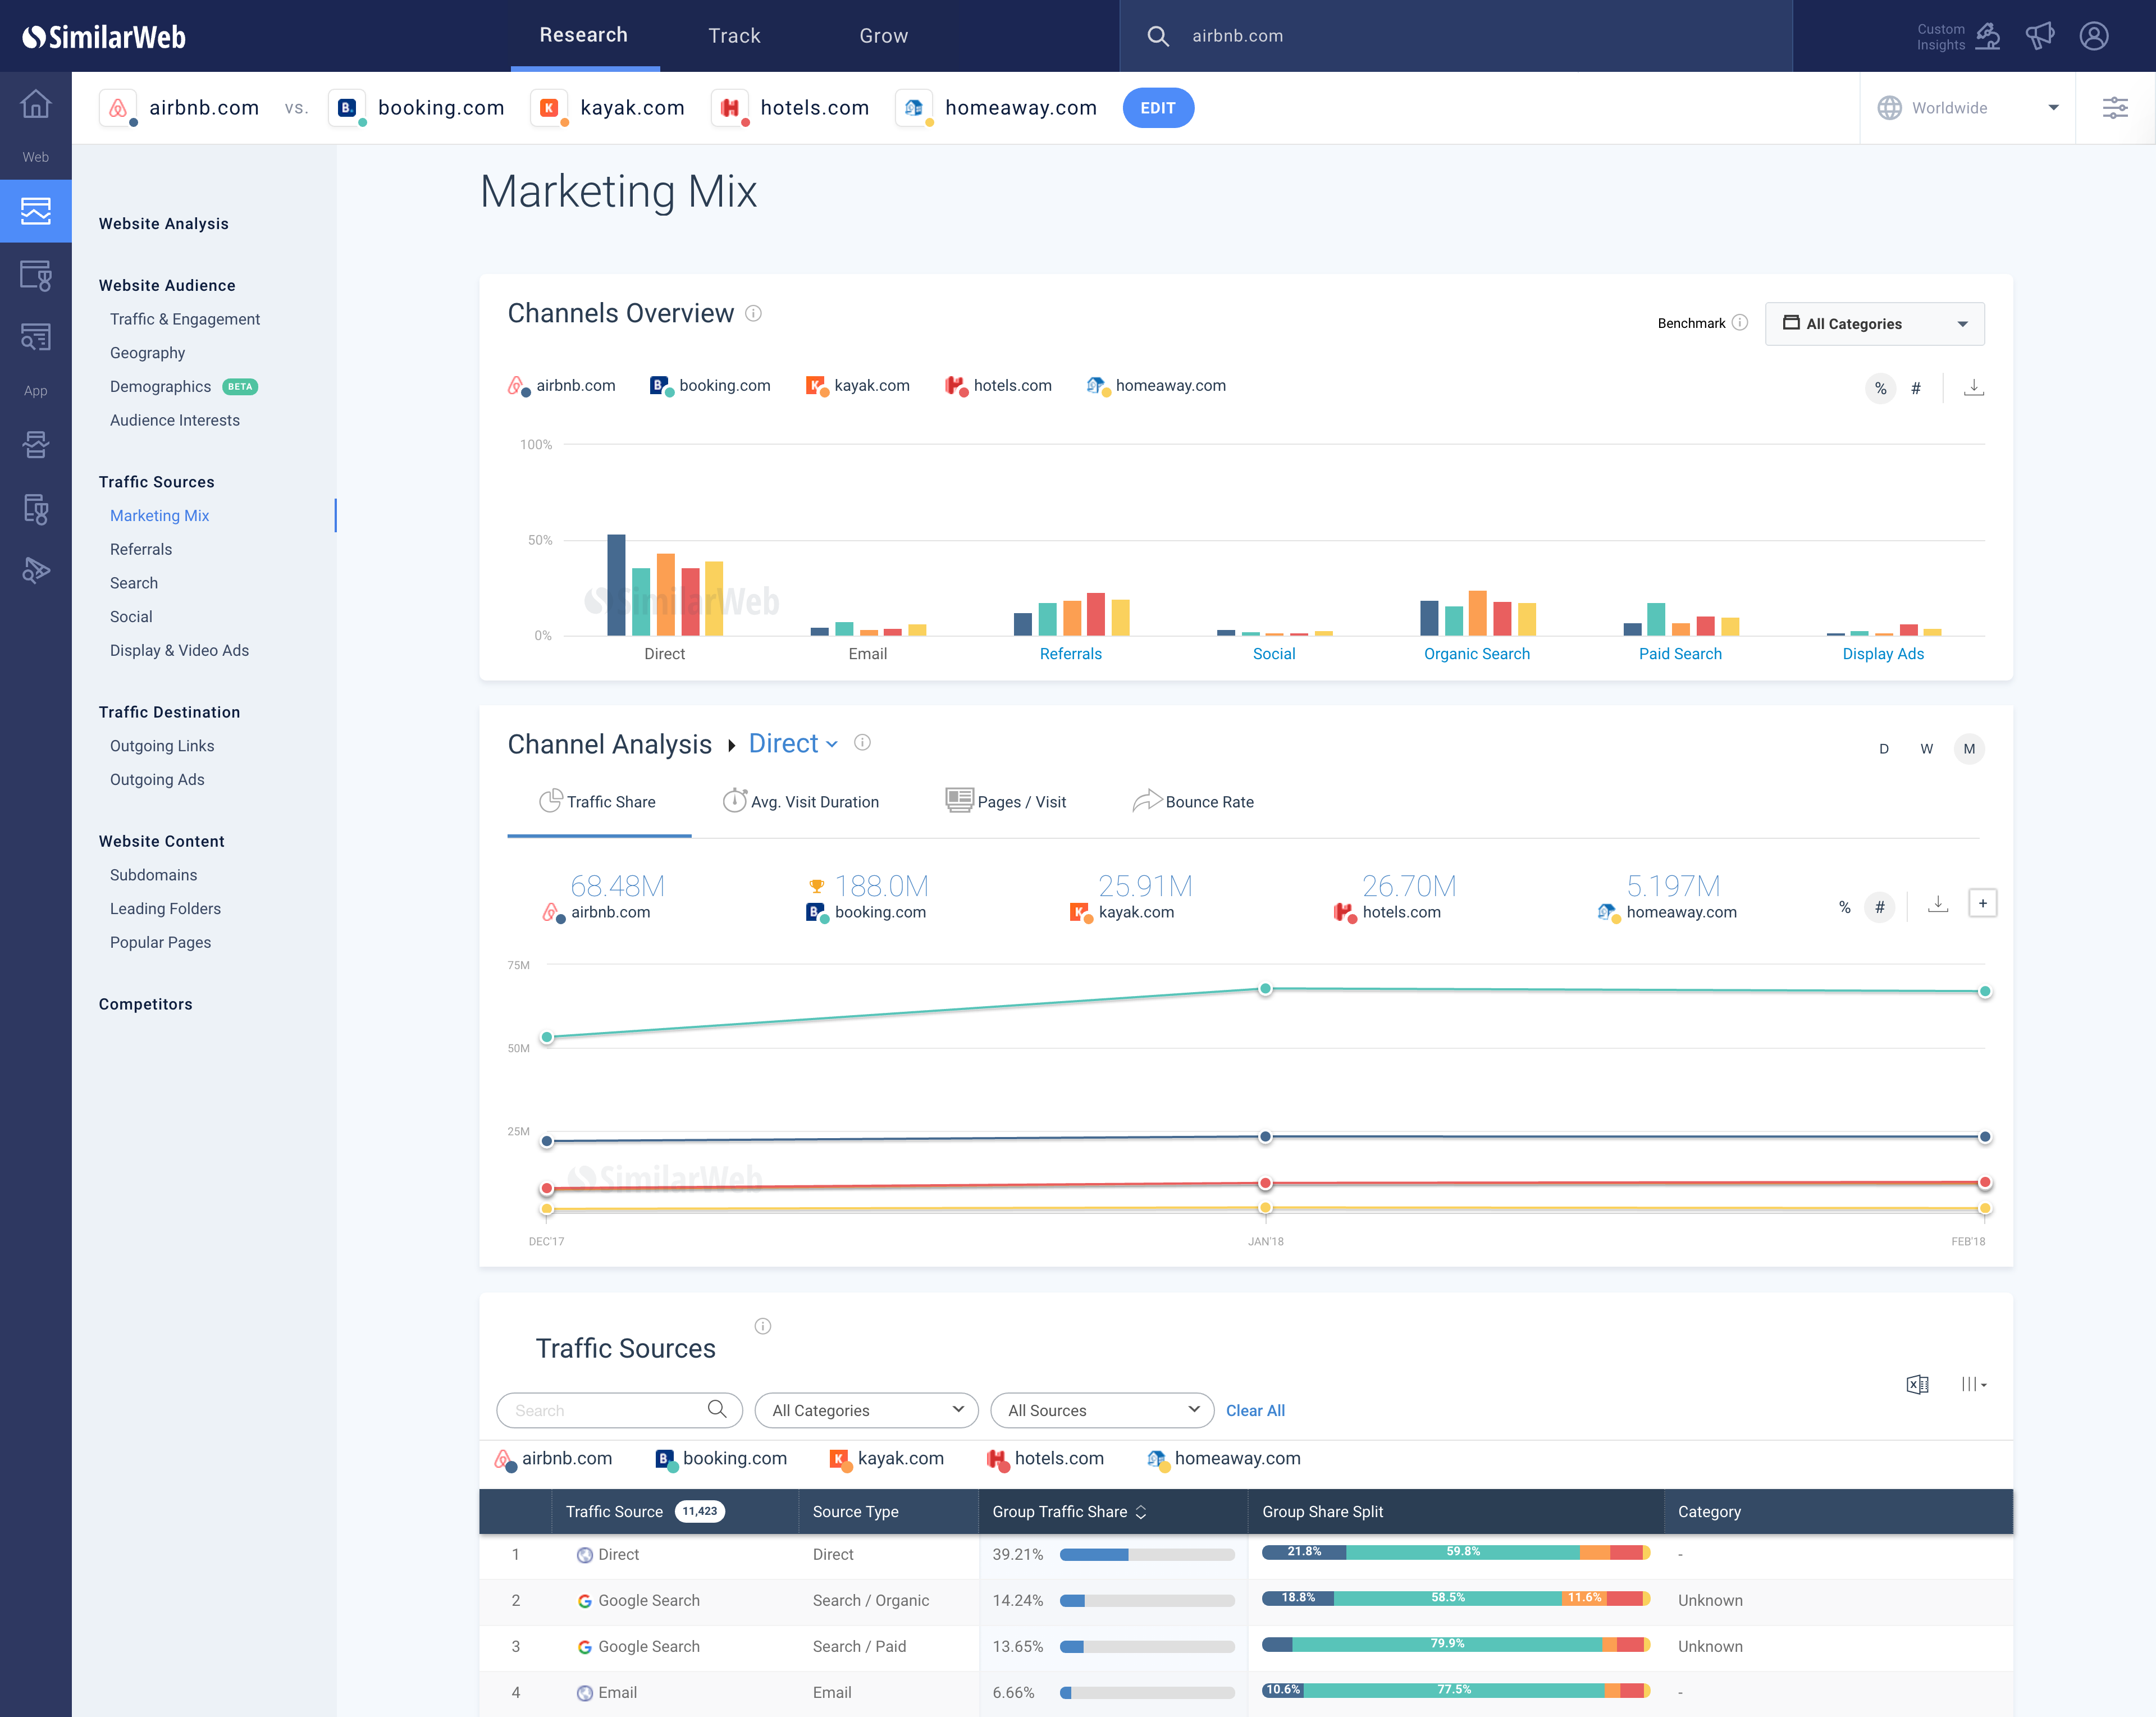 SimilarWeb
Research Track Grow
airbnb.com
Custom
Insights
airbnb.com vs. booking.com kayak.com hotels.com homeaway.com EDIT
Worldwide
Web
App
Website Analysis
Website Audience
Traffic & Engagement
Geography
Demographics BETA
Audience Interests
Traffic Sources
Marketing Mix
Referrals
Search
Social
Display & Video Ads
Traffic Destination
Outgoing Links
Outgoing Ads
Website Content
Subdomains
Leading Folders
Popular Pages
Competitors
Marketing Mix
Channels Overview
Benchmark All Categories
airbnb.com booking.com kayak.com hotels.com homeaway.com
% #
100%
50%
0%
SimilarWeb
Direct Email Referrals Social Organic Search Paid Search Display Ads
Channel Analysis Direct
D W M
Traffic Share Avg. Visit Duration Pages / Visit Bounce Rate
68.48M 188.0M 25.91M 26.70M 5.197M
airbnb.com booking.com kayak.com hotels.com homeaway.com
% # +
75M
50M
25M
SimilarWeb
DEC'17 JAN'18 FEB'18
Traffic Sources
Search All Categories All Sources Clear All
airbnb.com booking.com kayak.com hotels.com homeaway.com
Traffic Source 11,423 Source Type Group Traffic Share Group Share Split Category
1 Direct Direct 39.21% 21.8% 59.8% -
2 Google Search Search / Organic 14.24% 18.8% 58.5% 11.6% Unknown
3 Google Search Search / Paid 13.65% 79.9% Unknown
4 Email Email 6.66% 10.6% 77.5% -